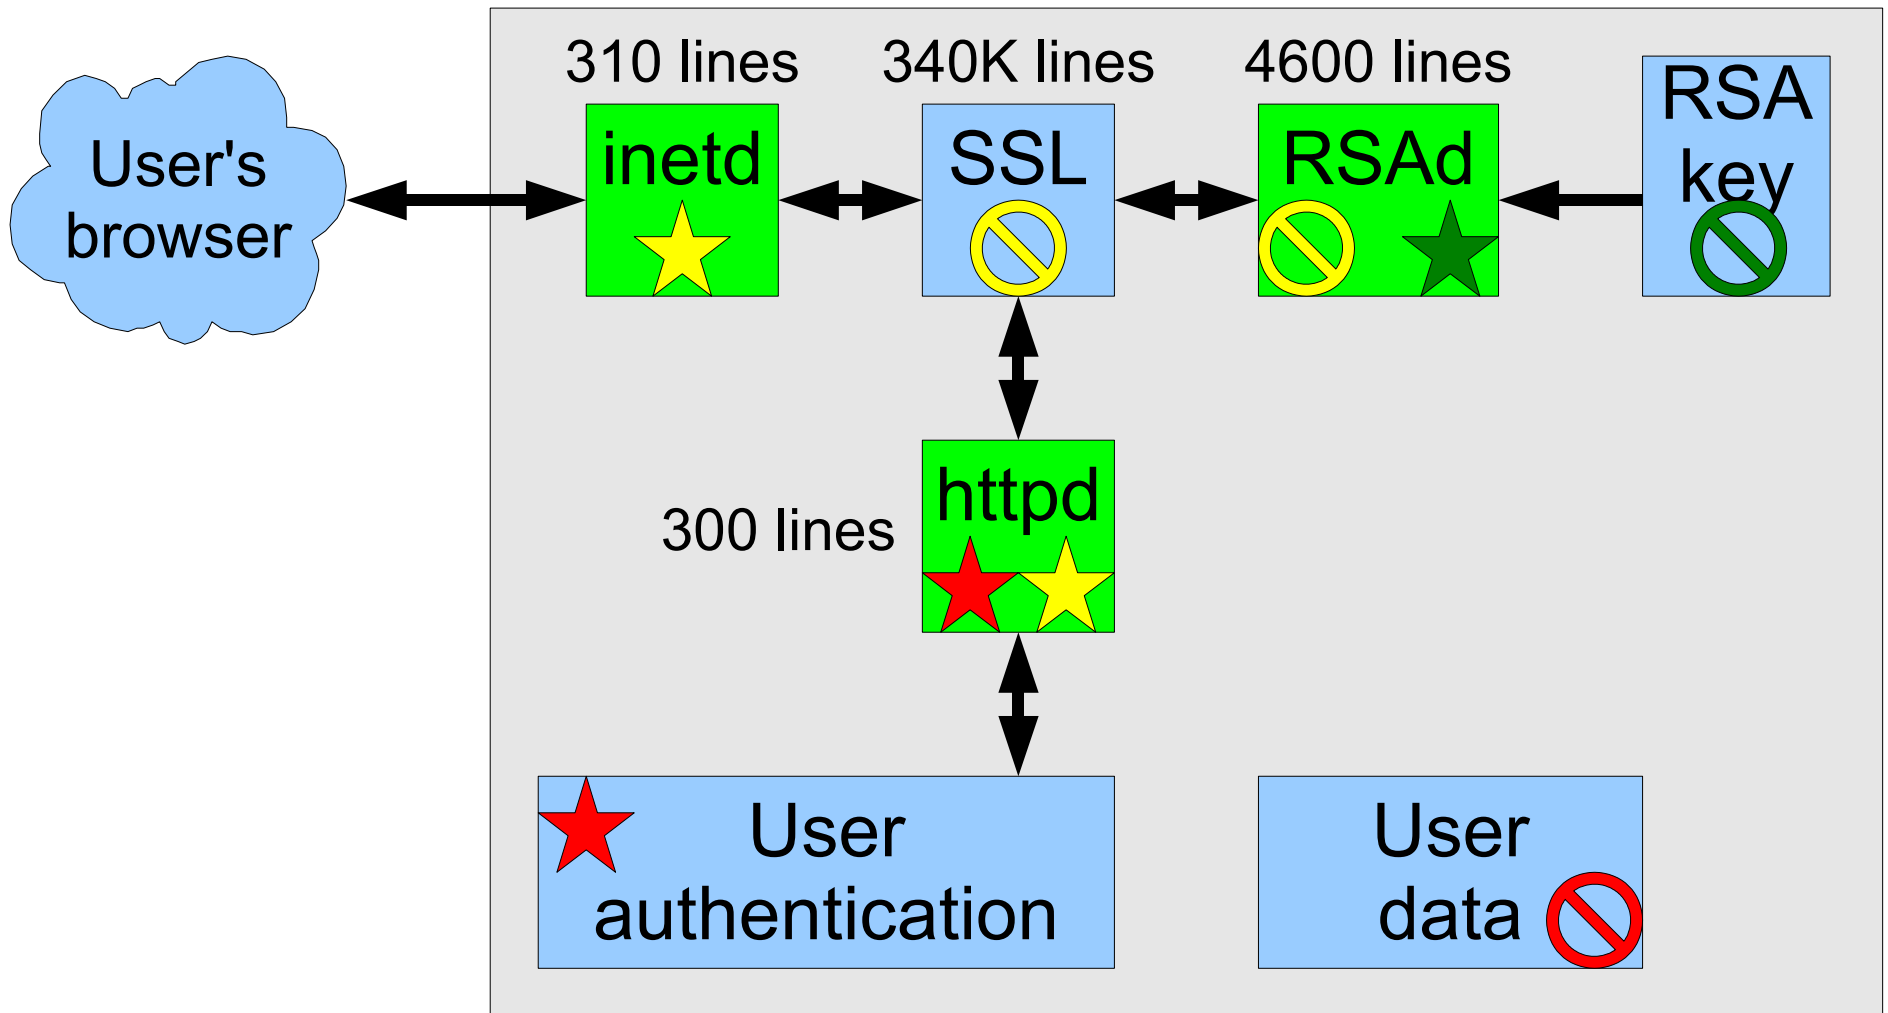 310 lines
340K lines
4600 lines
User's
browser
inetd
SSL
RSAd
RSA
key
300 lines
httpd
User
authentication
User
data